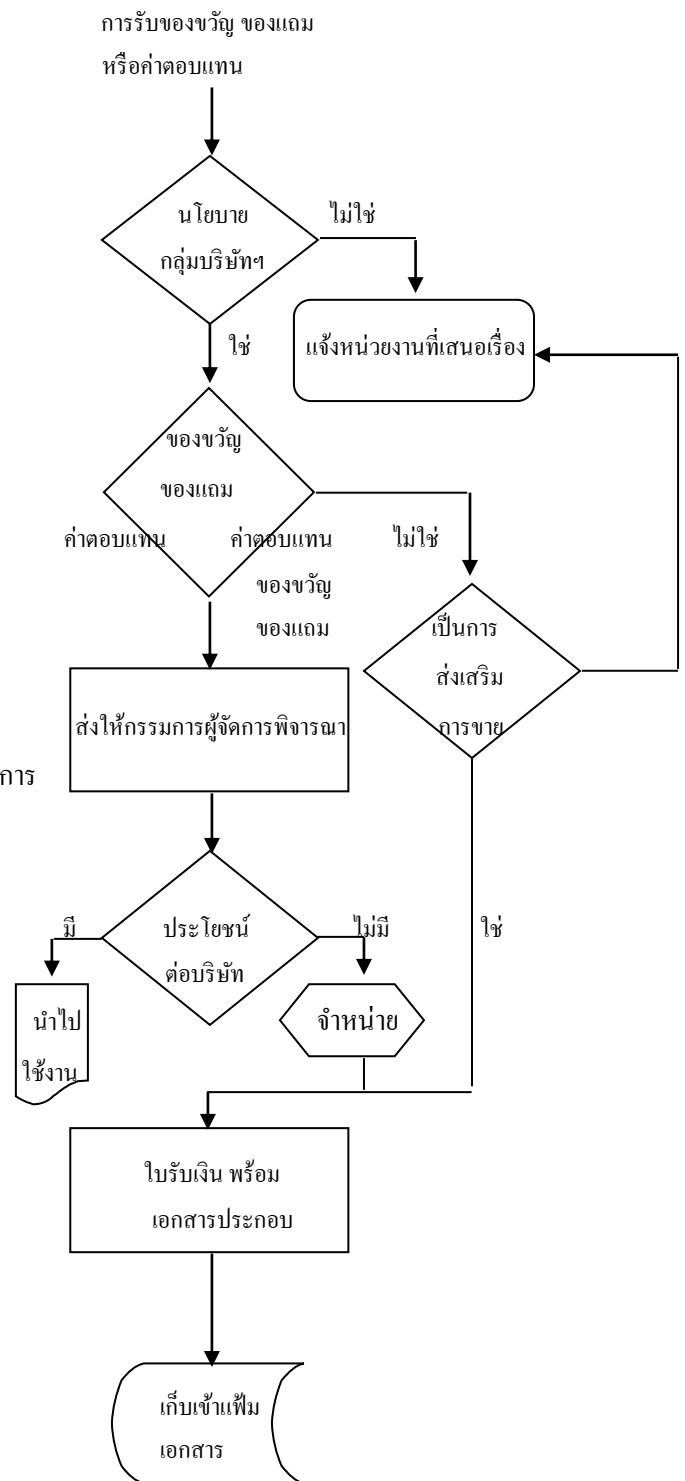 การรับของขวัญ ของแถม
หรือค่าตอบแทน
นโยบาย
กลุ่มบริษัทฯ
ไม่ใช่
ใช่
แจ้งหน่วยงานที่เสนอเรื่อง
ของขวัญ
ของแถม
ค่าตอบแทน
ค่าตอบแทน
ไม่ใช่
ของขวัญ
ของแถม
เป็นการ
ส่งเสริม
การขาย
ส่งให้กรรมการผู้จัดการพิจารณา
การ
มี
ประโยชน์
ต่อบริษัท
ไม่มี
ใช่
นำไป
ใช้งาน
จำหน่าย
ใบรับเงิน พร้อม
เอกสารประกอบ
เก็บเข้าแฟ้ม
เอกสาร